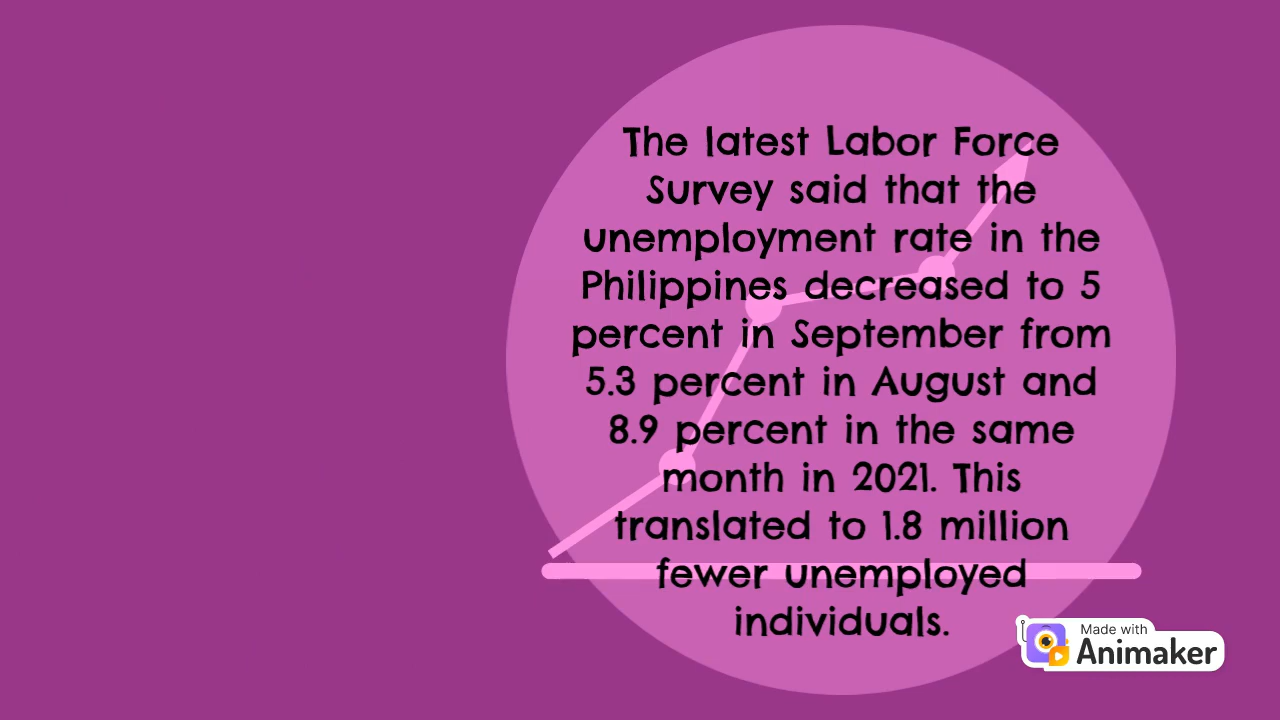 The latest Labor Force
Survey said that the
unemployment rate in the
Philippines decreased to 5
percent in September from
5.3 percent in August and
8.9 percent in the same
month in 2021. This
translated to 1.8 million
fewer unemployed
individuals.
Made with
Animaker